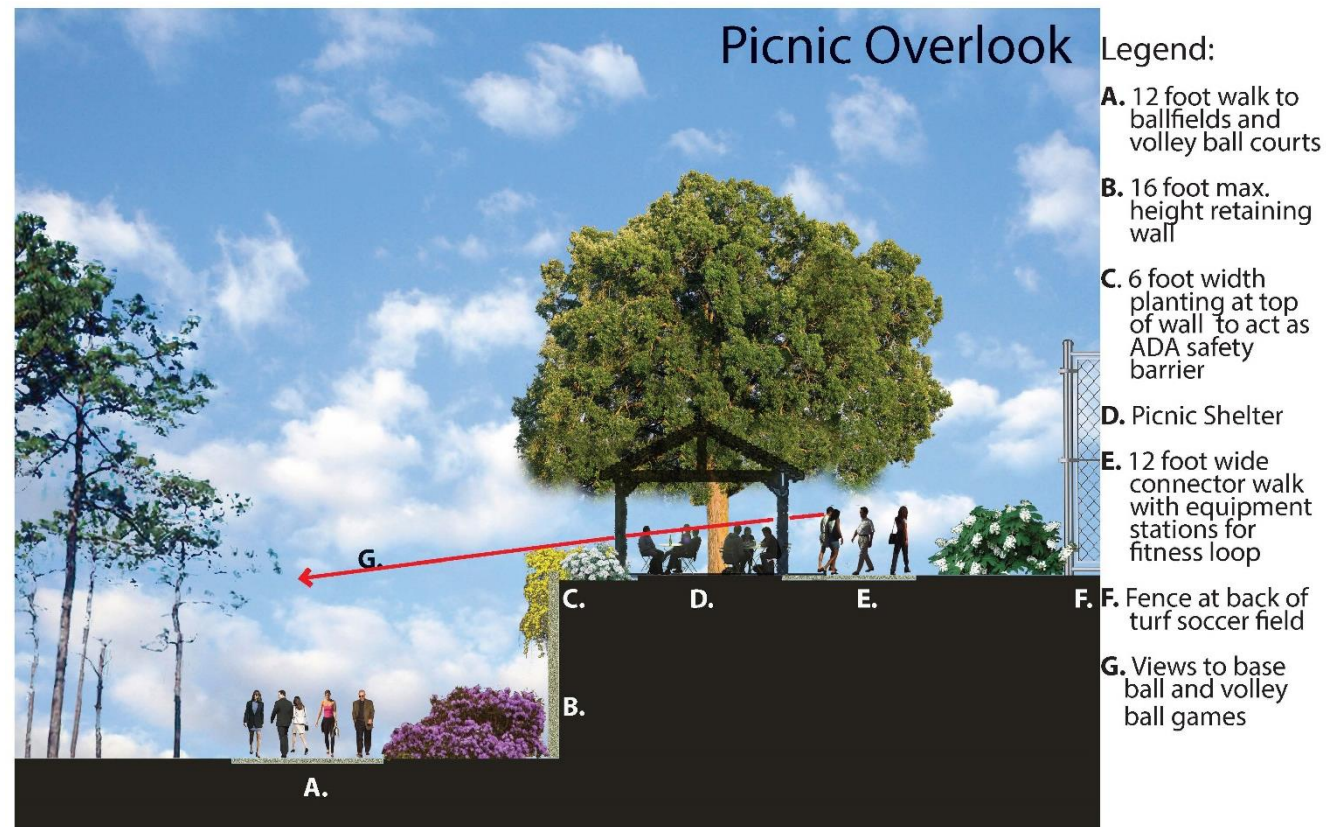 Picnic Overlook
Legend:
A. 12 foot walk to
ballfields and
volley ball courts
B. 16 foot max.
height retaining
wall
C. 6 foot width
planting at top
of wall to act as
ADA safety
barrier
D. Picnic Shelter
E. 12 foot wide
connector walk
with equipment
stations for
fitness loop
F. Fence at back of
turf soccer field
G. Views to base
ball and volley
ball games
G.
C.
D.
E.
F.
B.
A.